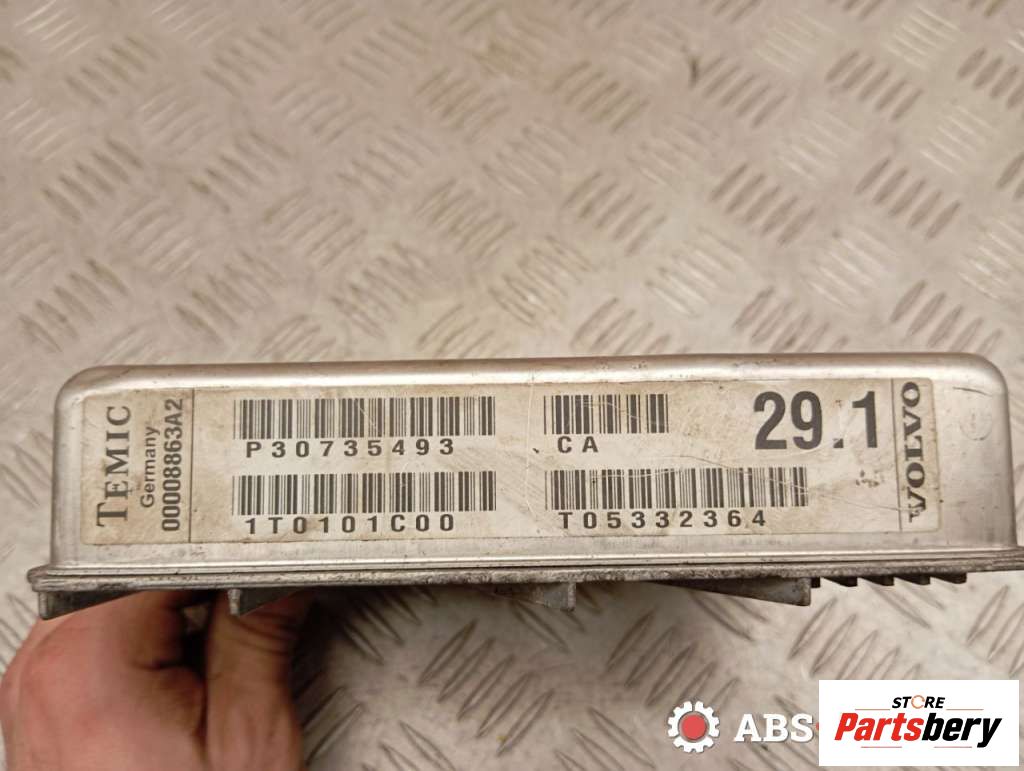 TEMIC
Germany
00008863A2
P30735493
CA
29.1
VOLVO
1T0101C00
T05332364
ABS
STORE
Partsbery